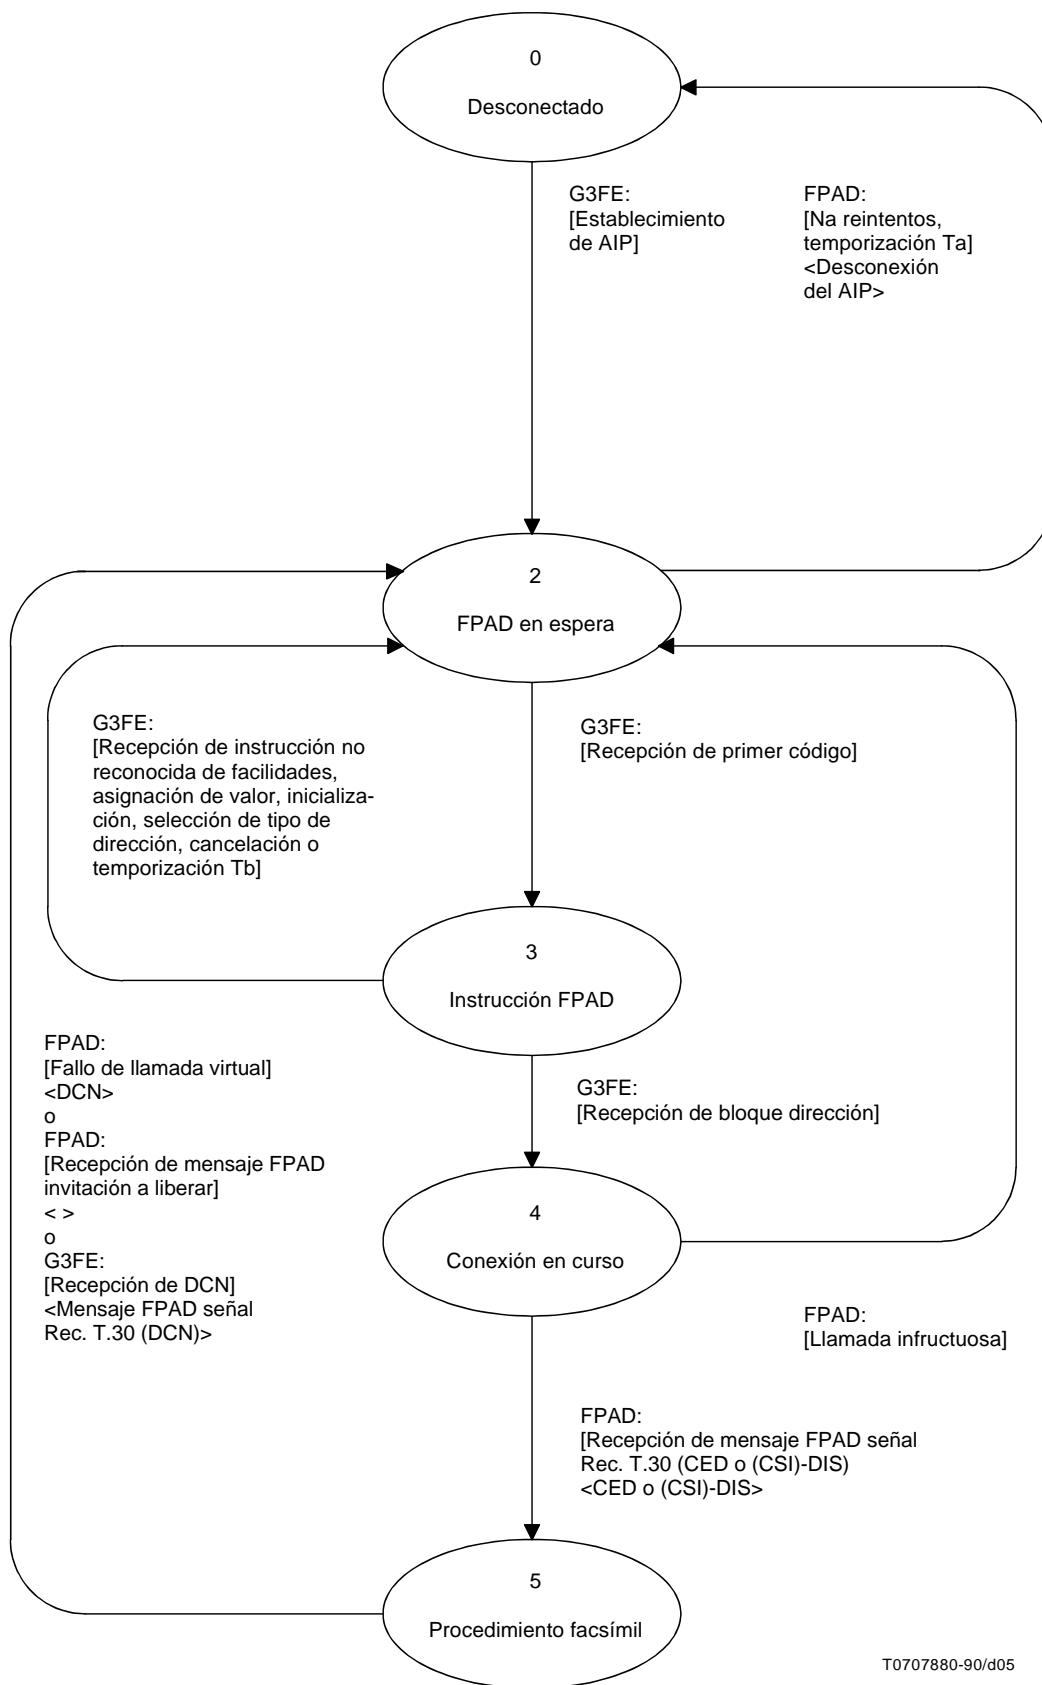 0
Desconectado
G3FE:
[Establecimiento
de AIP]
FPAD:
[Na reintentos,
temporización Ta]
<Desconexión
del AIP>
2
FPAD en espera
G3FE:
[Recepción de instrucción no
reconocida de facilidades,
asignación de valor, inicializa-
ción, selección de tipo de
dirección, cancelación o
temporización Tb]
G3FE:
[Recepción de primer código]
3
Instrucción FPAD
FPAD:
[Fallo de llamada virtual]
<DCN>
o
FPAD:
[Recepción de mensaje FPAD
invitación a liberar]
< >
o
G3FE:
[Recepción de DCN]
<Mensaje FPAD señal
Rec. T.30 (DCN)>
G3FE:
[Recepción de bloque dirección]
4
Conexión en curso
FPAD:
[Llamada infructuosa]
FPAD:
[Recepción de mensaje FPAD señal
Rec. T.30 (CED o (CSI)-DIS)
<CED o (CSI)-DIS>
5
Procedimiento facsímil
T0707880-90/d05